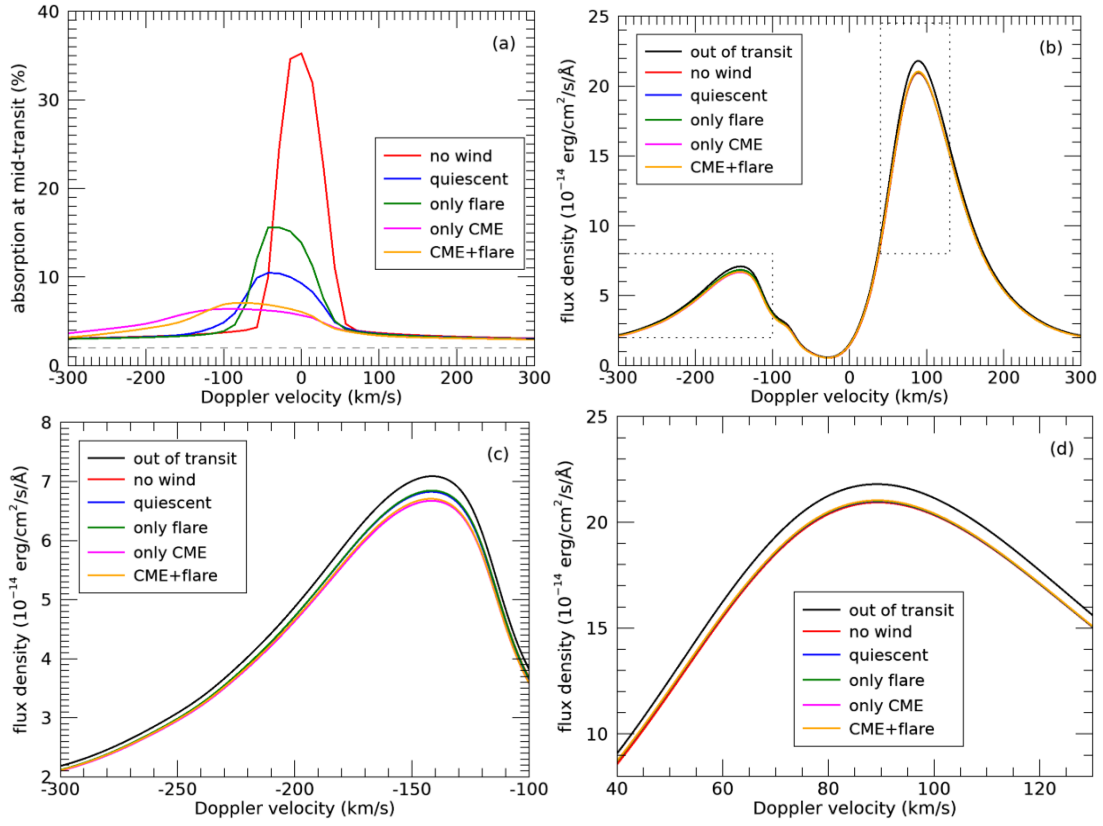 (a)
absorption at mid-transit (%)
40
30
20
10
0
no wind
quiescent
only flare
only CME
CME+flare
-300 -200 -100 0 100 200 300
Doppler velocity (km/s)
(b)
flux density (10⁻¹⁴ erg/cm²/s/Å)
25
20
15
10
5
0
out of transit
no wind
quiescent
only flare
only CME
CME+flare
-300 -200 -100 0 100 200 300
Doppler velocity (km/s)
(c)
flux density (10⁻¹⁴ erg/cm²/s/Å)
8
7
6
5
4
3
2
out of transit
no wind
quiescent
only flare
only CME
CME+flare
-300 -250 -200 -150 -100
Doppler velocity (km/s)
(d)
flux density (10⁻¹⁴ erg/cm²/s/Å)
25
20
15
10
out of transit
no wind
quiescent
only flare
only CME
CME+flare
40 60 80 100 120
Doppler velocity (km/s)